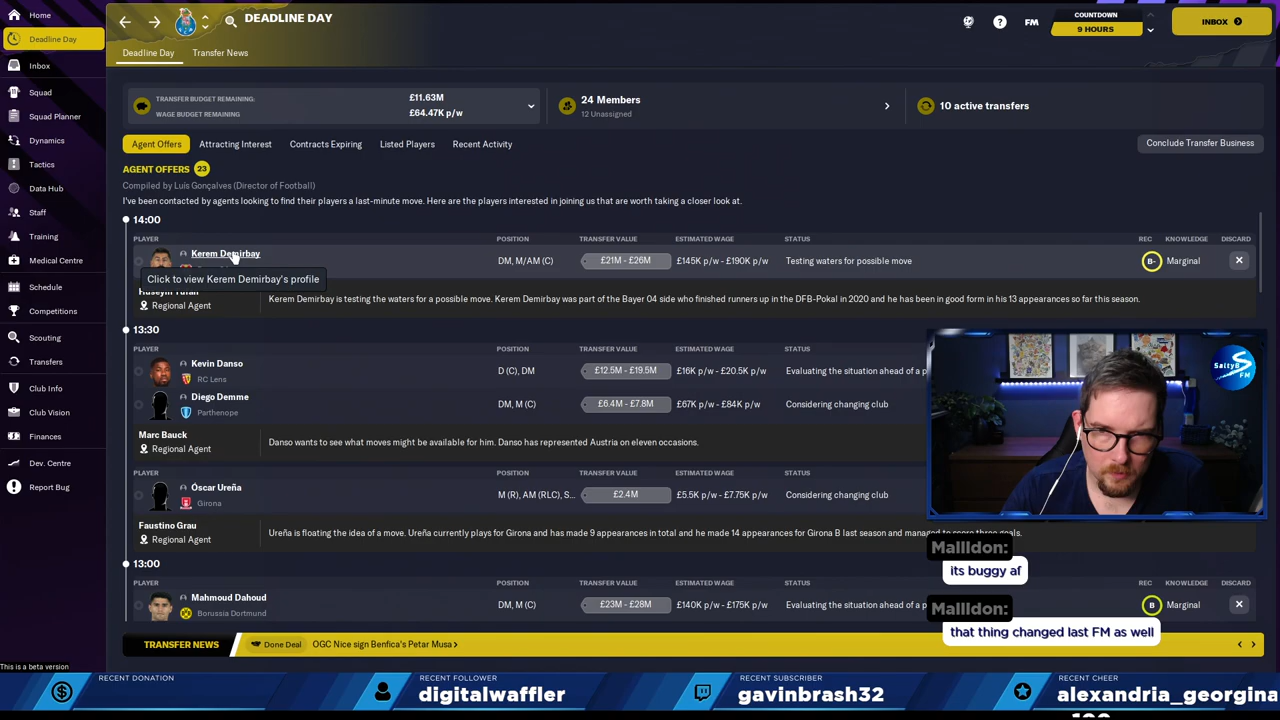 Home
Deadline Day
Inbox
Squad
Squad Planner
Dynamics
Tactics
Data Hub
Staff
Training
Medical Centre
Schedule
Competitions
Scouting
Transfers
Club Info
Club Vision
Finances
Dev. Centre
Report Bug
This is a beta version
DEADLINE DAY
FM
COUNTDOWN
9 HOURS
INBOX
Deadline Day
Transfer News
TRANSFER BUDGET REMAINING:
£11.63M
WAGE BUDGET REMAINING
£64.47K p/w
24 Members
12 Unassigned
10 active transfers
Agent Offers
Attracting Interest
Contracts Expiring
Listed Players
Recent Activity
Conclude Transfer Business
AGENT OFFERS 23
Compiled by Luís Gonçalves (Director of Football)
I've been contacted by agents looking to find their players a last-minute move. Here are the players interested in joining us that are worth taking a closer look at.
14:00
PLAYER POSITION TRANSFER VALUE ESTIMATED WAGE STATUS REC KNOWLEDGE DISCARD
Kerem Demirbay
DM, M/AM (C) £21M - £26M £145K p/w - £190K p/w Testing waters for possible move B- Marginal
Click to view Kerem Demirbay's profile
Regional Agent
Kerem Demirbay is testing the waters for a possible move. Kerem Demirbay was part of the Bayer 04 side who finished runners up in the DFB-Pokal in 2020 and he has been in good form in his 13 appearances so far this season.
13:30
PLAYER POSITION TRANSFER VALUE ESTIMATED WAGE STATUS
Kevin Danso
RC Lens
D (C), DM £12.5M - £19.5M £16K p/w - £20.5K p/w Evaluating the situation ahead of a p
Diego Demme
Parthenope
DM, M (C) £6.4M - £7.8M £67K p/w - £84K p/w Considering changing club
Marc Bauck
Regional Agent
Danso wants to see what moves might be available for him. Danso has represented Austria on eleven occasions.
PLAYER POSITION TRANSFER VALUE ESTIMATED WAGE STATUS
Óscar Ureña
Girona
M (R), AM (RLC), S... £2.4M £5.5K p/w - £7.75K p/w Considering changing club
Faustino Grau
Regional Agent
Ureña is floating the idea of a move. Ureña currently plays for Girona and has made 9 appearances in total and he made 14 appearances for Girona B last season and managed to score three goals.
13:00
PLAYER POSITION TRANSFER VALUE ESTIMATED WAGE STATUS REC KNOWLEDGE DISCARD
Mahmoud Dahoud
Borussia Dortmund
DM, M (C) £23M - £28M £140K p/w - £175K p/w Evaluating the situation ahead of a p B Marginal
SaltyB
FM
Mallldon:
its buggy af
Mallldon:
that thing changed last FM as well
TRANSFER NEWS
Done Deal
OGC Nice sign Benfica's Petar Musa
RECENT DONATION
RECENT FOLLOWER
digitalwaffler
RECENT SUBSCRIBER
gavinbrash32
RECENT CHEER
alexandria_georgina